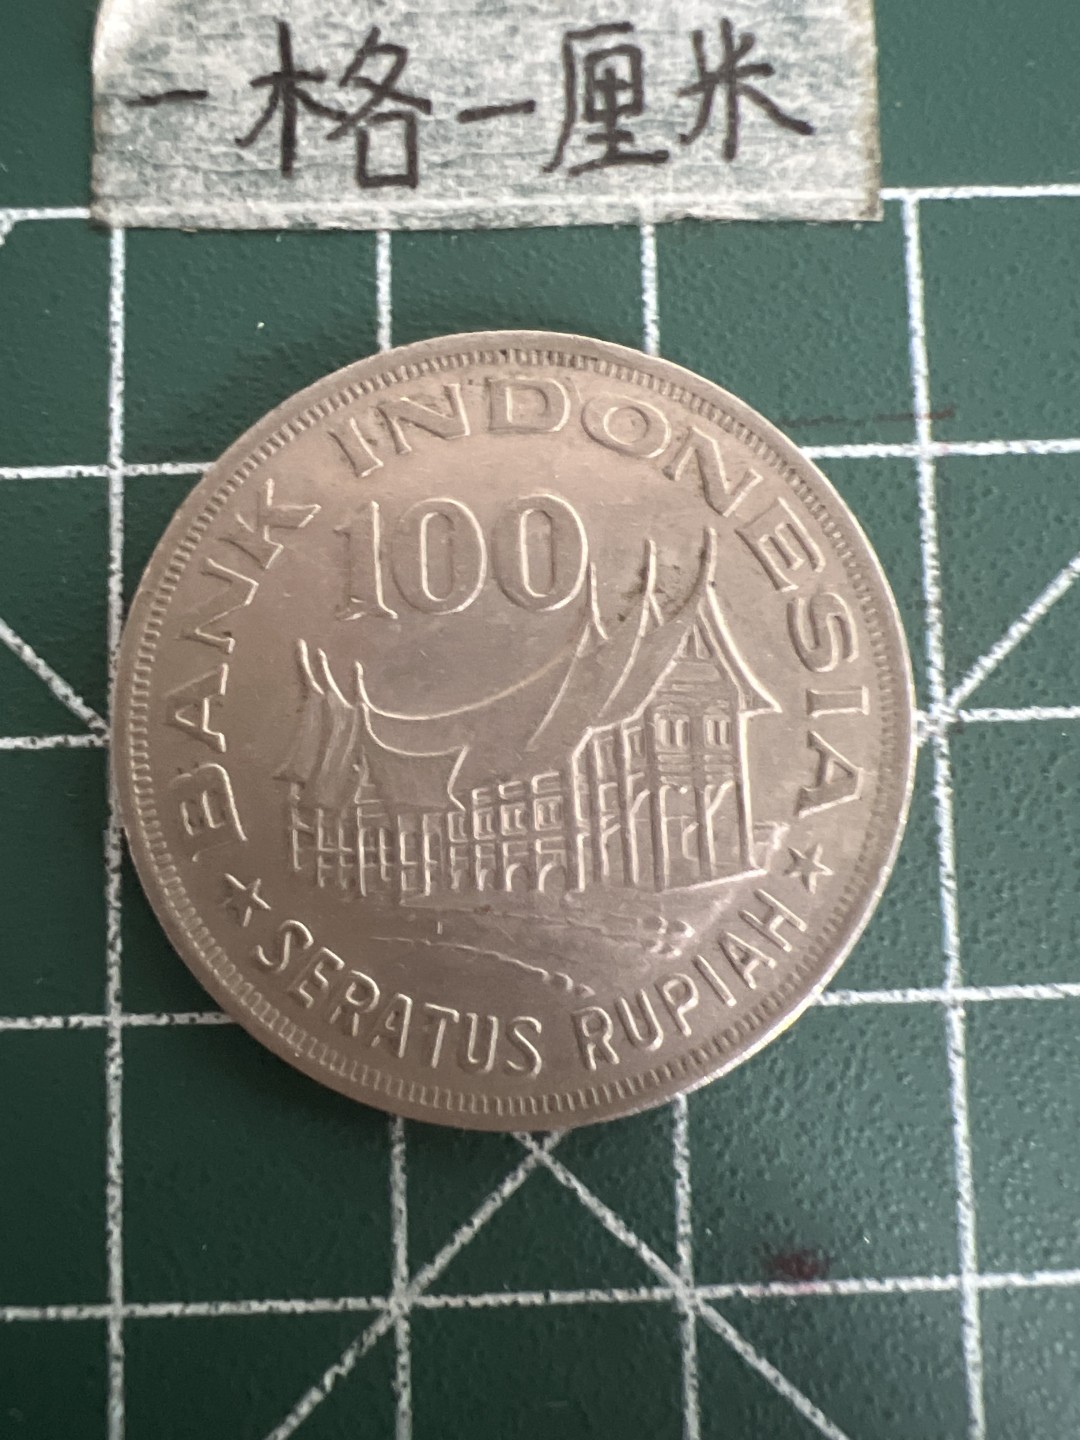 一格一厘米
BANK INDONESIA
100
SERATUS RUPIAH